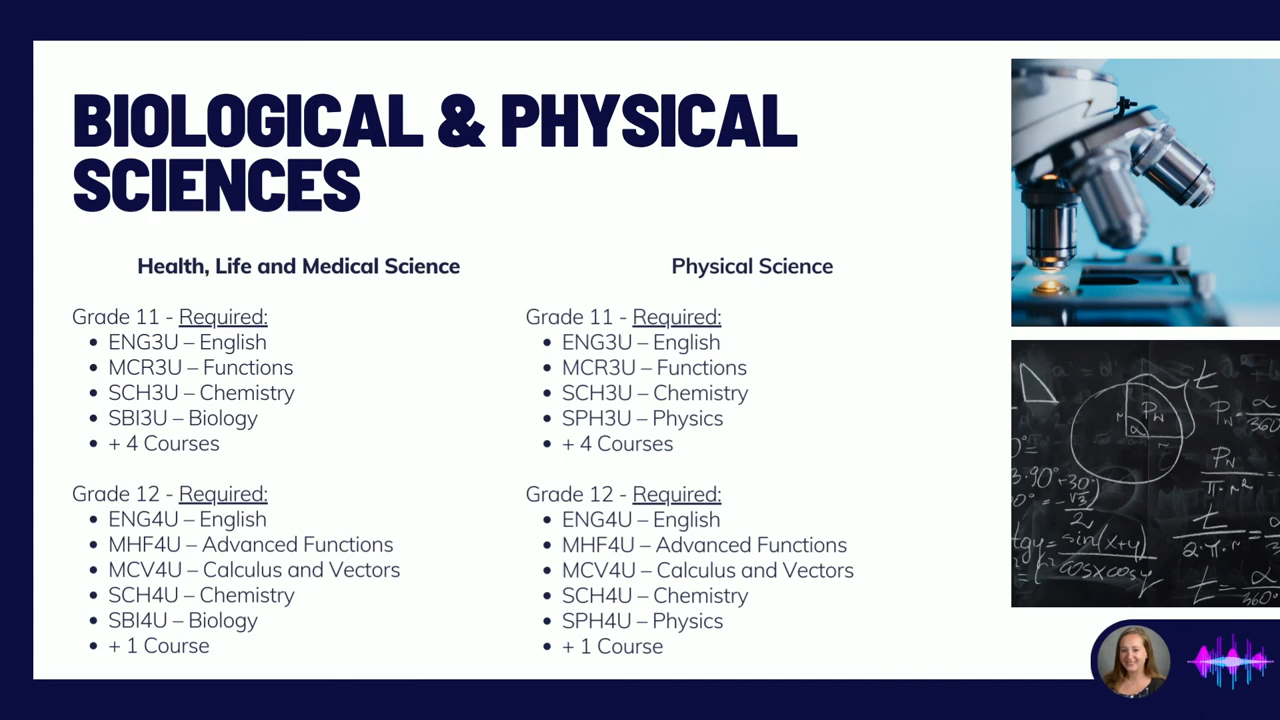 BIOLOGICAL & PHYSICAL
SCIENCES
Health, Life and Medical Science
Grade 11 - Required:
• ENG3U – English
• MCR3U – Functions
• SCH3U – Chemistry
• SBI3U – Biology
• + 4 Courses
Grade 12 - Required:
• ENG4U – English
• MHF4U – Advanced Functions
• MCV4U – Calculus and Vectors
• SCH4U – Chemistry
• SBI4U – Biology
• + 1 Course
Physical Science
Grade 11 - Required:
• ENG3U – English
• MCR3U – Functions
• SCH3U – Chemistry
• SPH3U – Physics
• + 4 Courses
Grade 12 - Required:
• ENG4U – English
• MHF4U – Advanced Functions
• MCV4U – Calculus and Vectors
• SCH4U – Chemistry
• SPH4U – Physics
• + 1 Course